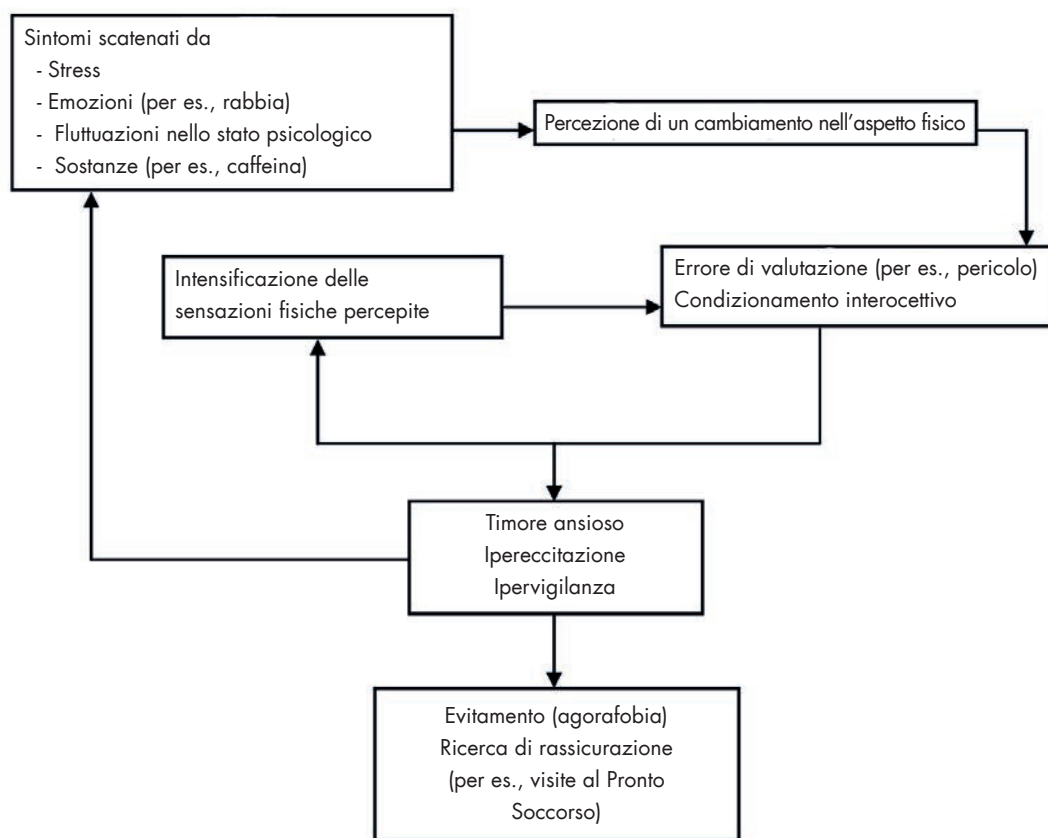 Sintomi scatenati da
- Stress
- Emozioni (per es., rabbia)
- Fluttuazioni nello stato psicologico
- Sostanze (per es., caffeina)
Percezione di un cambiamento nell'aspetto fisico
Intensificazione delle
sensazioni fisiche percepite
Errore di valutazione (per es., pericolo)
Condizionamento interocettivo
Timore ansioso
Ipereccitazione
Ipervigilanza
Evitamento (agorafobia)
Ricerca di rassicurazione
(per es., visite al Pronto
Soccorso)